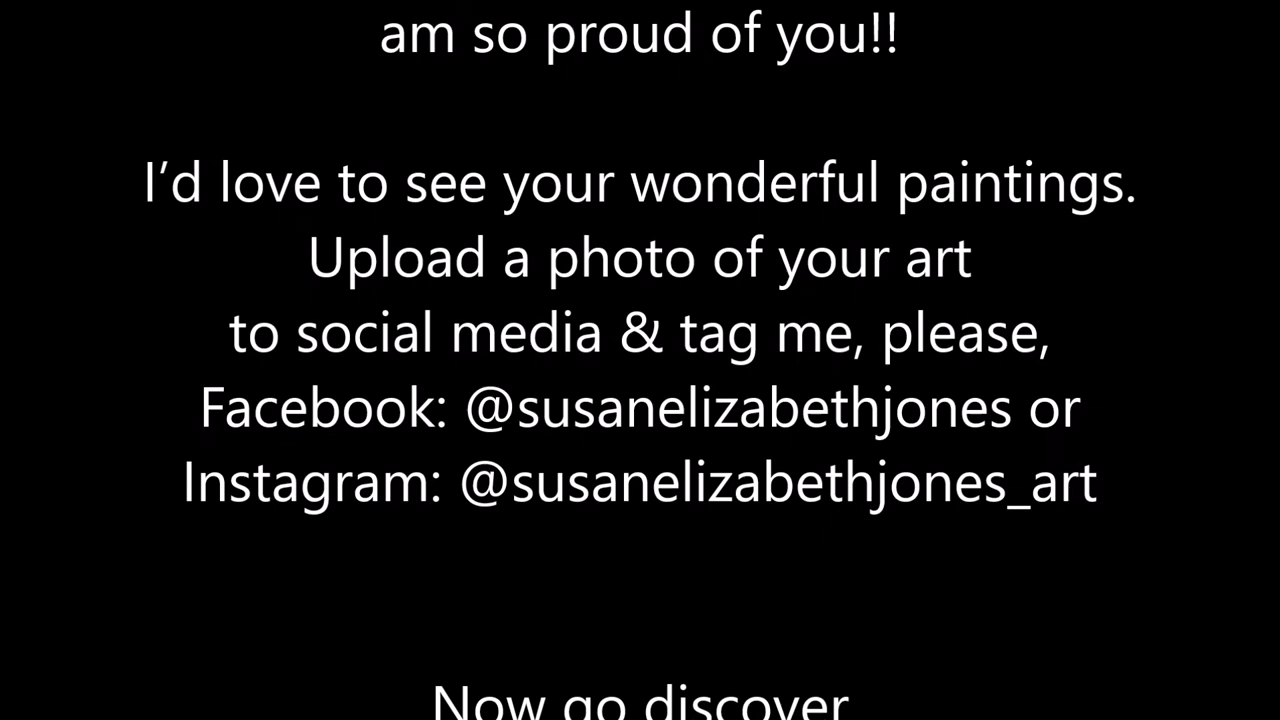 am so proud of you!!
I’d love to see your wonderful paintings.
Upload a photo of your art
to social media & tag me, please,
Facebook: @susanelizabethjones or
Instagram: @susanelizabethjones_art
Now go discover